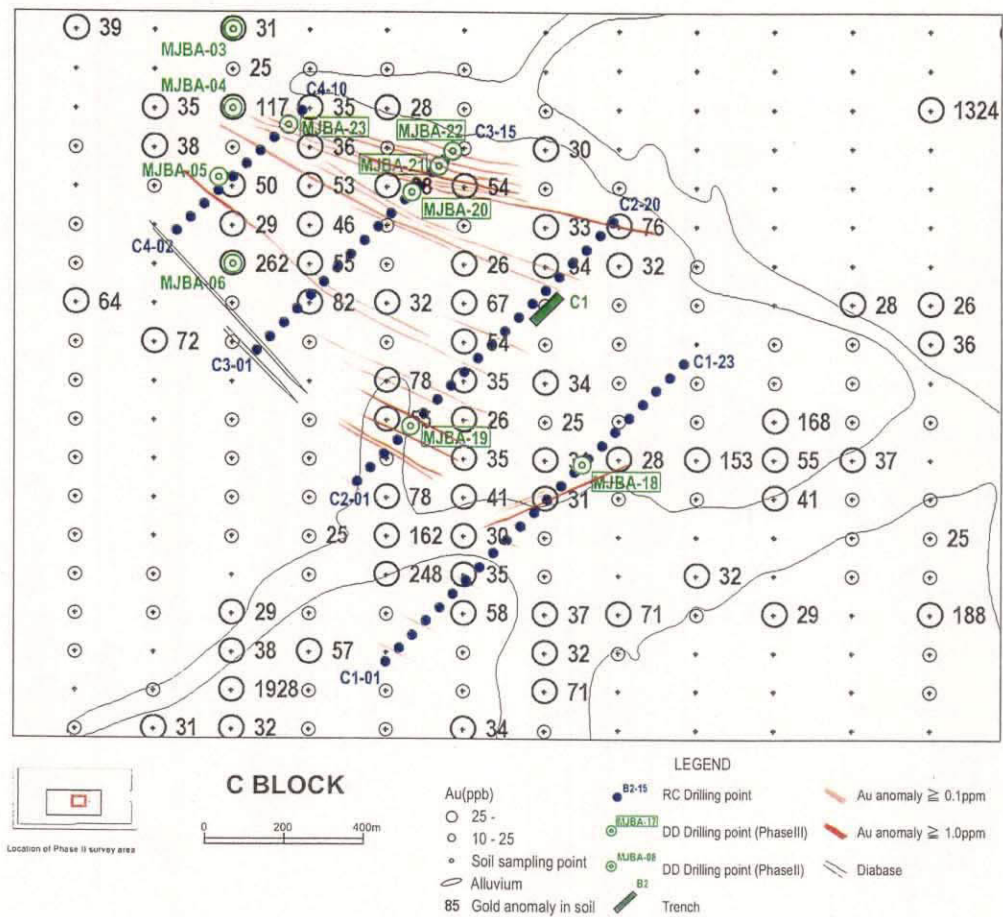 39 31
MJBA-03
25
MJBA-04 C4-10
35 117 35 28 1324
MJBA-23 MJBA-22 C3-15
38 36 30
MJBA-05 MJBA-21
50 53 54
MJBA-20 C2-20
29 46 33 76
C4-02
262 55 26 34 32
MJBA-06
64 82 32 67 C1 28 26
72 54 36
C3-01 C1-23
78 35 34
26 25 168
MJBA-19
35 28 153 55 37
MJBA-18
C2-01
78 41 31 41
25 162 30 25
248 35 32
29 58 37 71 29 188
38 57 32
C1-01
1928 71
31 32 34
C BLOCK
0 200 400m
Location of Phase II survey area
LEGEND
Au(ppb)
25 -
10 - 25
Soil sampling point
Alluvium
85 Gold anomaly in soil
B2-15 RC Drilling point
MJBA-17 DD Drilling point (PhaseIII)
MJBA-08 DD Drilling point (PhaseII)
B2 Trench
Au anomaly ≧ 0.1ppm
Au anomaly ≧ 1.0ppm
Diabase